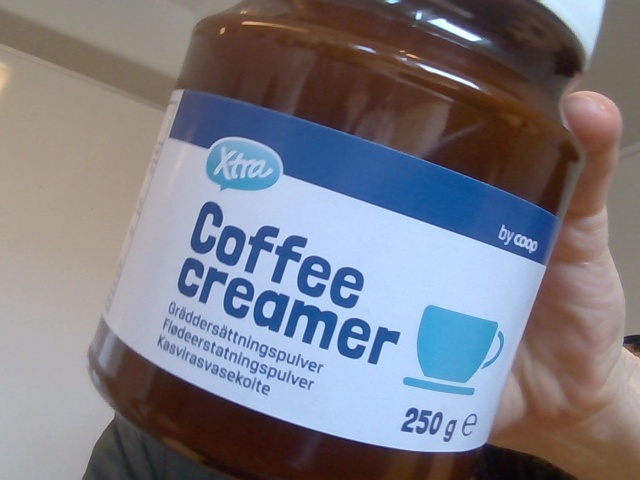 Xtra
by coop
Coffee
creamer
Gräddersättningspulver
Flødeerstatningspulver
Kasvirasvasekoite
250 g e